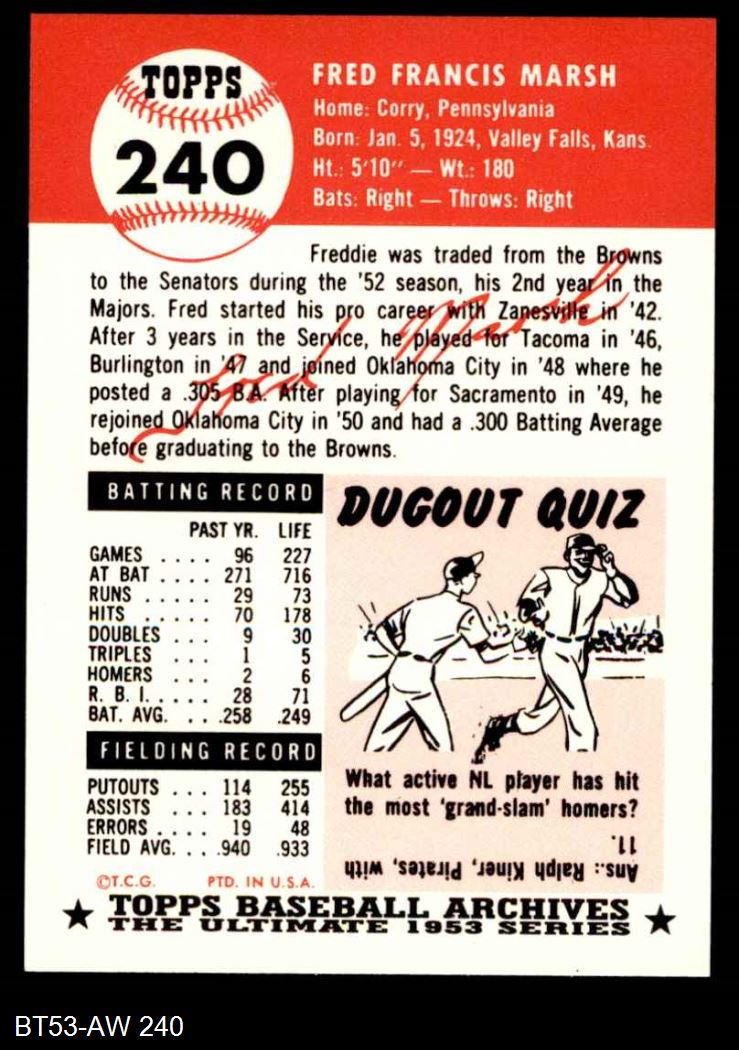 TOPPS
240
FRED FRANCIS MARSH
Home: Corry, Pennsylvania
Born: Jan. 5, 1924, Valley Falls, Kans.
Ht.: 5'10" — Wt.: 180
Bats: Right — Throws: Right
Freddie was traded from the Browns
to the Senators during the '52 season, his 2nd year in the
Majors. Fred started his pro career with Zanesville in '42.
After 3 years in the Service, he played for Tacoma in '46,
Burlington in '47 and joined Oklahoma City in '48 where he
posted a .305 B.A. After playing for Sacramento in '49, he
rejoined Oklahoma City in '50 and had a .300 Batting Average
before graduating to the Browns.
Fred Marsh
BATTING RECORD
PAST YR. LIFE
GAMES .... 96 227
AT BAT .... 271 716
RUNS ..... 29 73
HITS ...... 70 178
DOUBLES ... 9 30
TRIPLES ... 1 5
HOMERS ... 2 6
R. B. I. .... 28 71
BAT. AVG. ... .258 .249
FIELDING RECORD
PUTOUTS ... 114 255
ASSISTS ... 183 414
ERRORS .... 19 48
FIELD AVG. .. .940 .933
©T.C.G. PTD. IN U.S.A.
DUGOUT QUIZ
What active NL player has hit
the most 'grand-slam' homers?
Ans.: Ralph Kiner, Pirates, with
11.
★ TOPPS BASEBALL ARCHIVES ★
THE ULTIMATE 1953 SERIES
BT53-AW 240